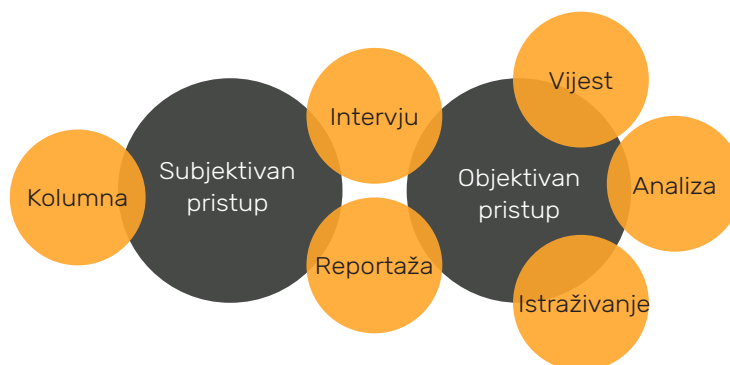 Kolumna
Subjektivan
pristup
Intervju
Reportaža
Objektivan
pristup
Vijest
Analiza
Istraživanje